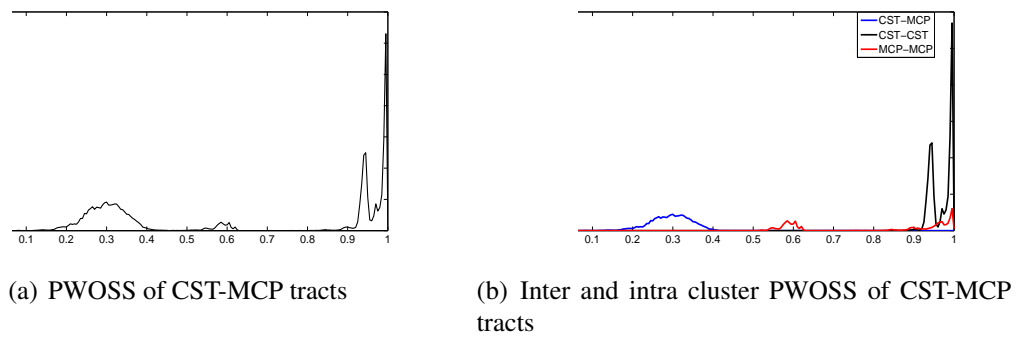 0.1 0.2 0.3 0.4 0.5 0.6 0.7 0.8 0.9 1
(a) PWOSS of CST-MCP tracts
CST−MCP
CST−CST
MCP−MCP
0.1 0.2 0.3 0.4 0.5 0.6 0.7 0.8 0.9 1
(b) Inter and intra cluster PWOSS of CST-MCP
tracts